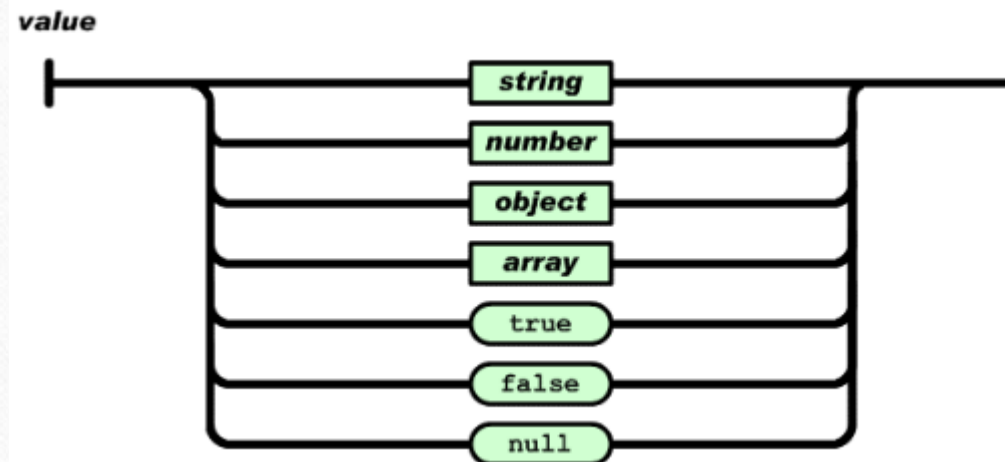 value
string
number
object
array
true
false
null